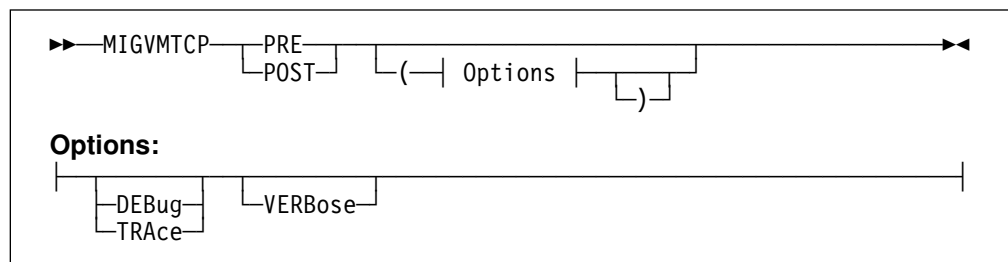 MIGVMTCP PRE
POST ( Options
)
Options:
DEBug VERBose
TRAce